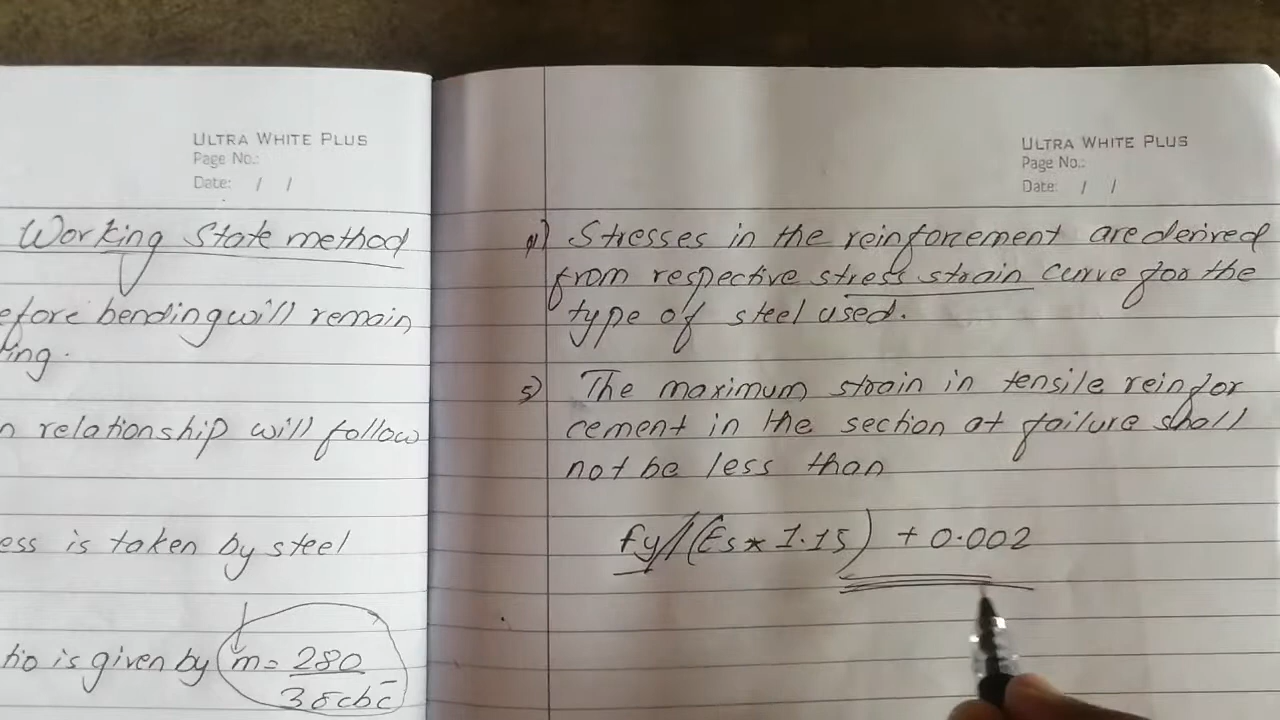 ULTRA WHITE PLUS
Page No.:
Date: / /
Working State method
efore bending will remain
ting.
n relationship will follow
ess is taken by steel
tio is given by m = 280
3σcbc
ULTRA WHITE PLUS
Page No.:
Date: / /
4) Stresses in the reinforcement are derived
from respective stress strain curve for the
type of steel used.
5) The maximum strain in tensile reinfor
cement in the section at failure shall
not be less than
fy/(Es* 1.15) + 0.002